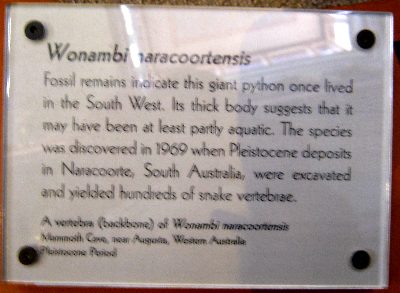 Wonambi naracoortensis
Fossil remains indicate this giant python once lived
in the South West. Its thick body suggests that it
may have been at least partly aquatic. The species
was discovered in 1969 when Pleistocene deposits
in Naracoorte, South Australia, were excavated
and yielded hundreds of snake vertebrae.
A vertebra (backbone) of Wonambi naracoortensis
Mammoth Cave, near Augusta, Western Australia
Pleistocene Period